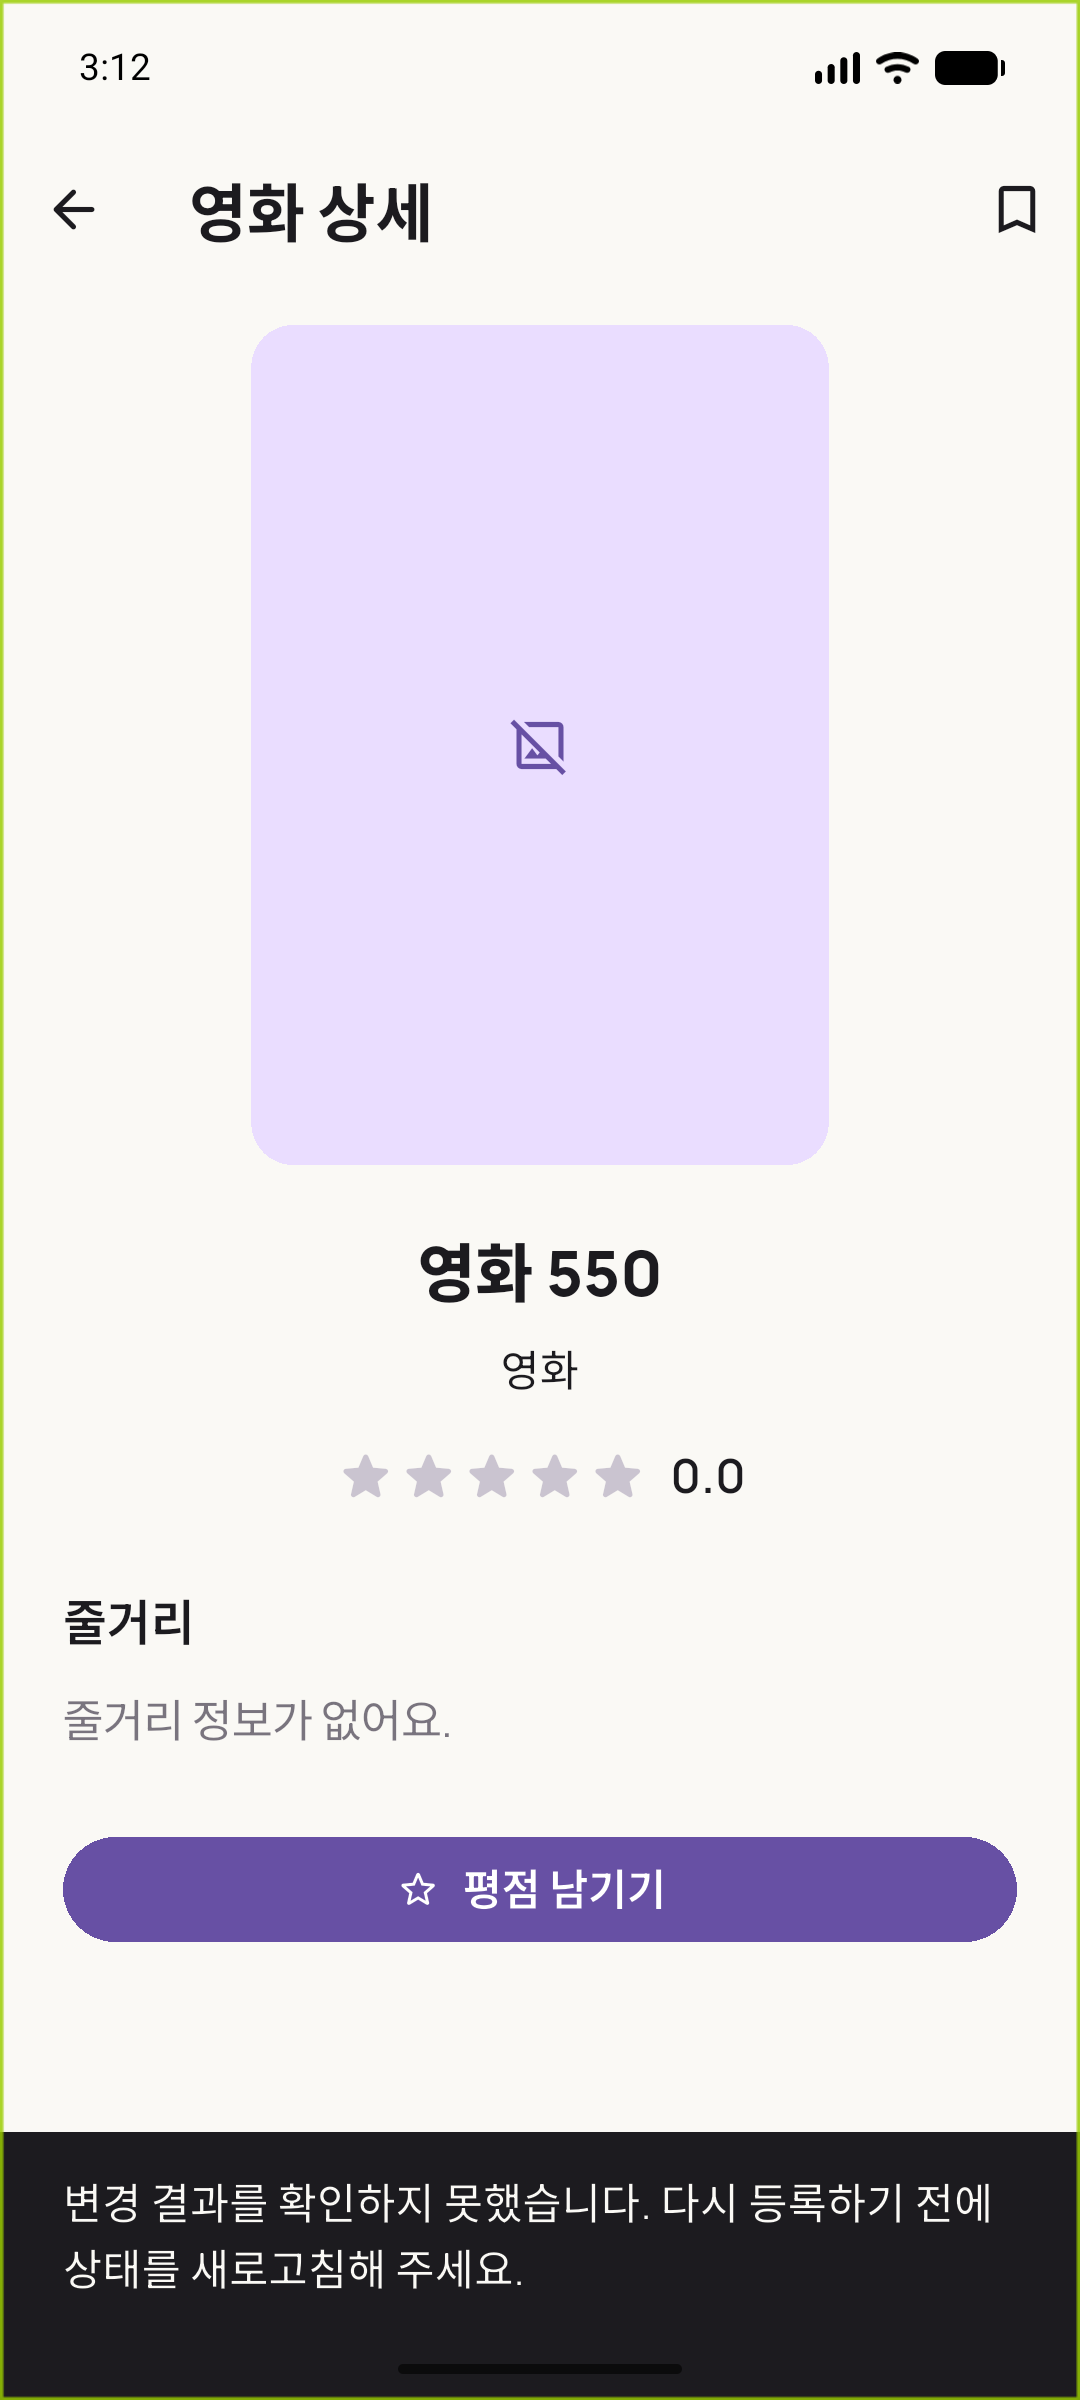 3:12
영화 상세
영화 550
영화
0.0
줄거리
줄거리 정보가 없어요.
평점 남기기
변경 결과를 확인하지 못했습니다. 다시 등록하기 전에
상태를 새로고침해 주세요.